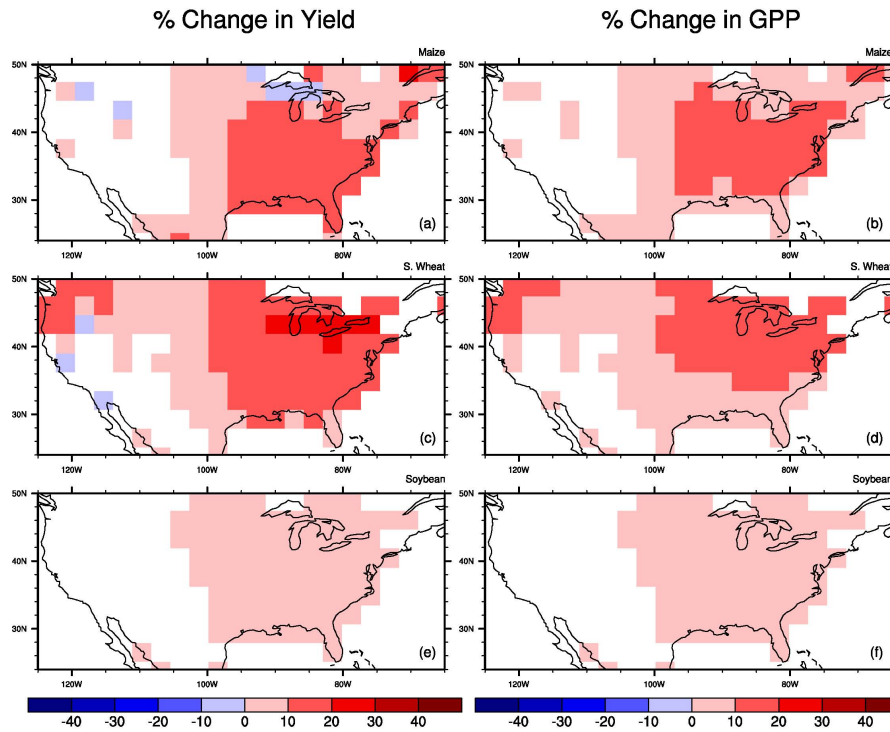 % Change in Yield
% Change in GPP
Maize
Maize
50N
40N
30N
(a)
120W
100W
80W
50N
40N
30N
(b)
120W
100W
80W
S. Wheat
S. Wheat
50N
40N
30N
(c)
120W
100W
80W
50N
40N
30N
(d)
120W
100W
80W
Soybean
Soybean
50N
40N
30N
(e)
120W
100W
80W
50N
40N
30N
(f)
120W
100W
80W
-40 -30 -20 -10 0 10 20 30 40
-40 -30 -20 -10 0 10 20 30 40